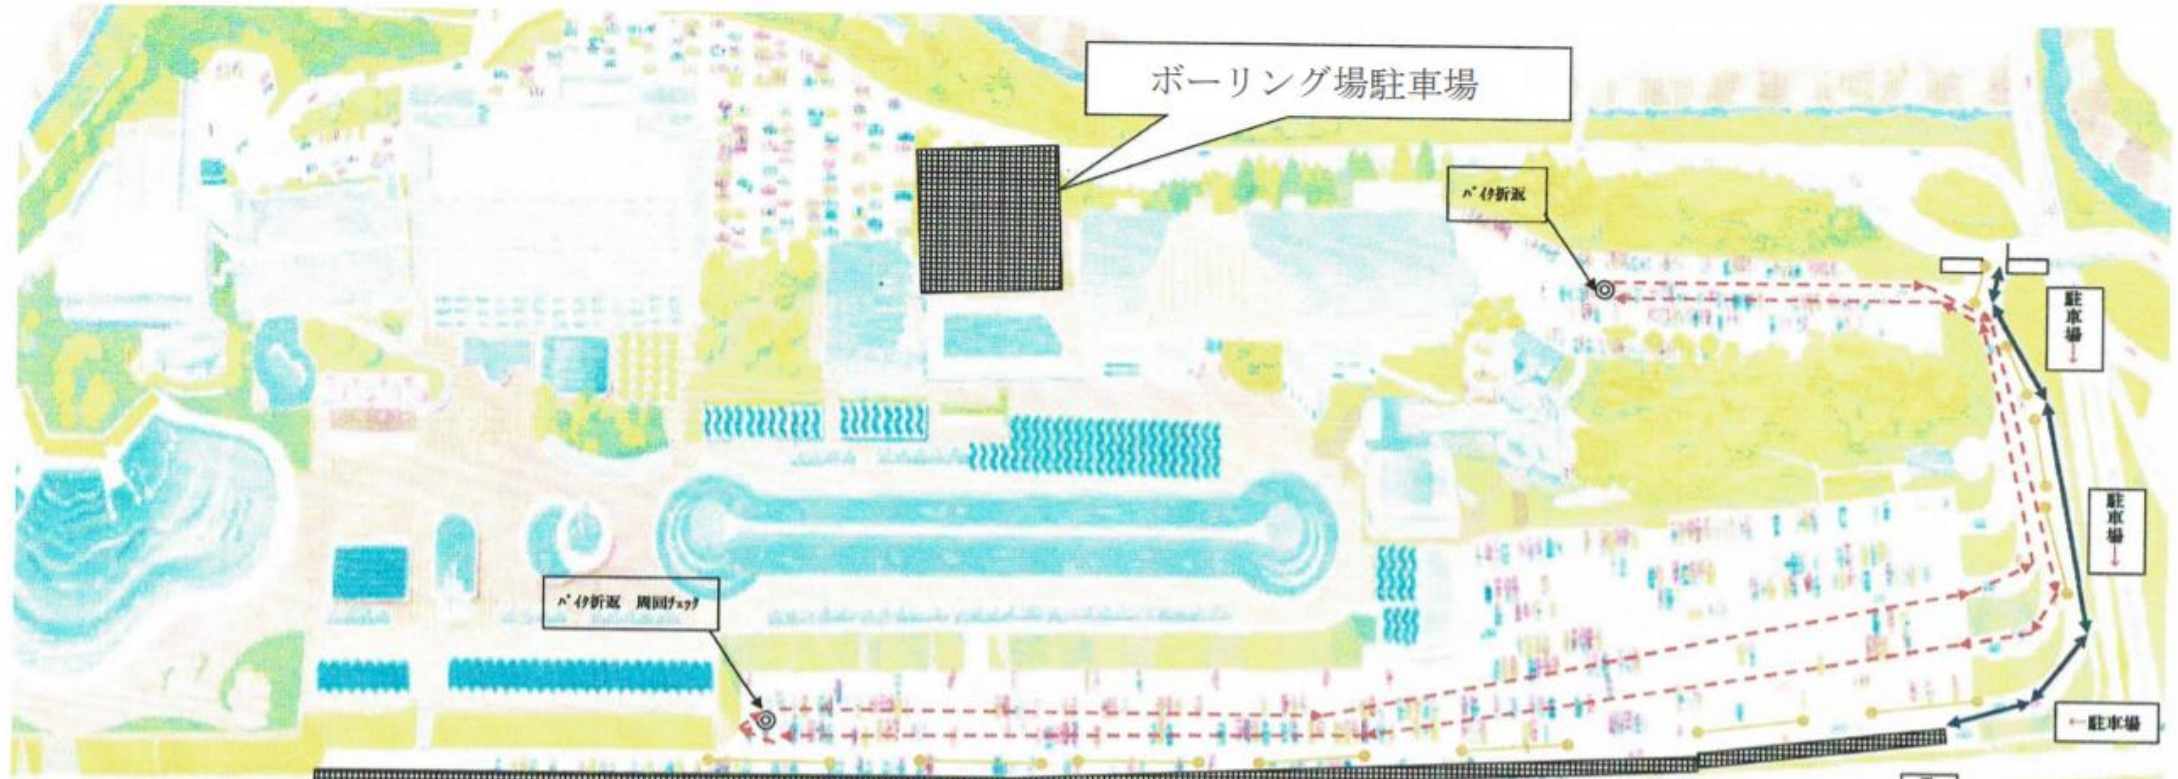 ボーリング場駐車場
ﾊﾞｲｸ折返
駐車場↓
駐車場↓
ﾊﾞｲｸ折返 周回ﾁｪｯｸ
←駐車場